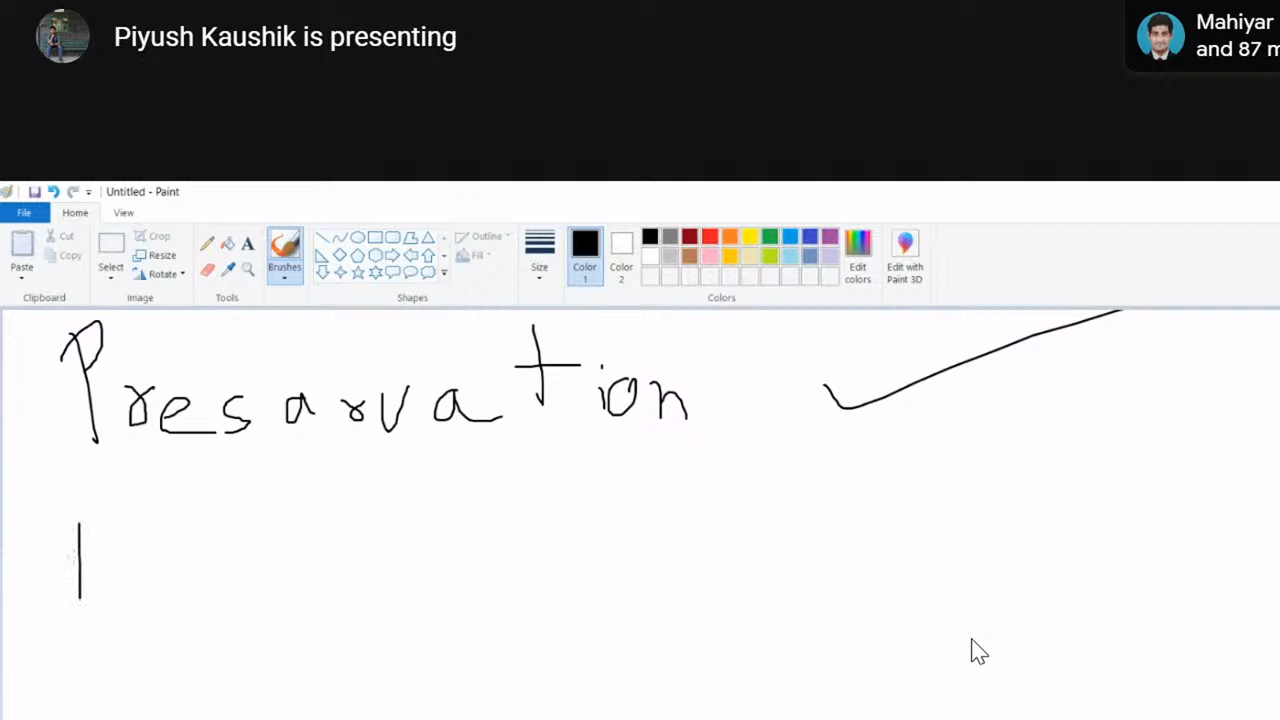 Piyush Kaushik is presenting
Mahiyar
and 87 m
Untitled - Paint
File Home View
Paste
Cut
Copy
Select
Crop
Resize
Rotate
A
Brushes
Outline
Fill
Size
Color 1
Color 2
Edit colors
Edit with Paint 3D
Clipboard Image Tools Shapes Colors
Presarvation